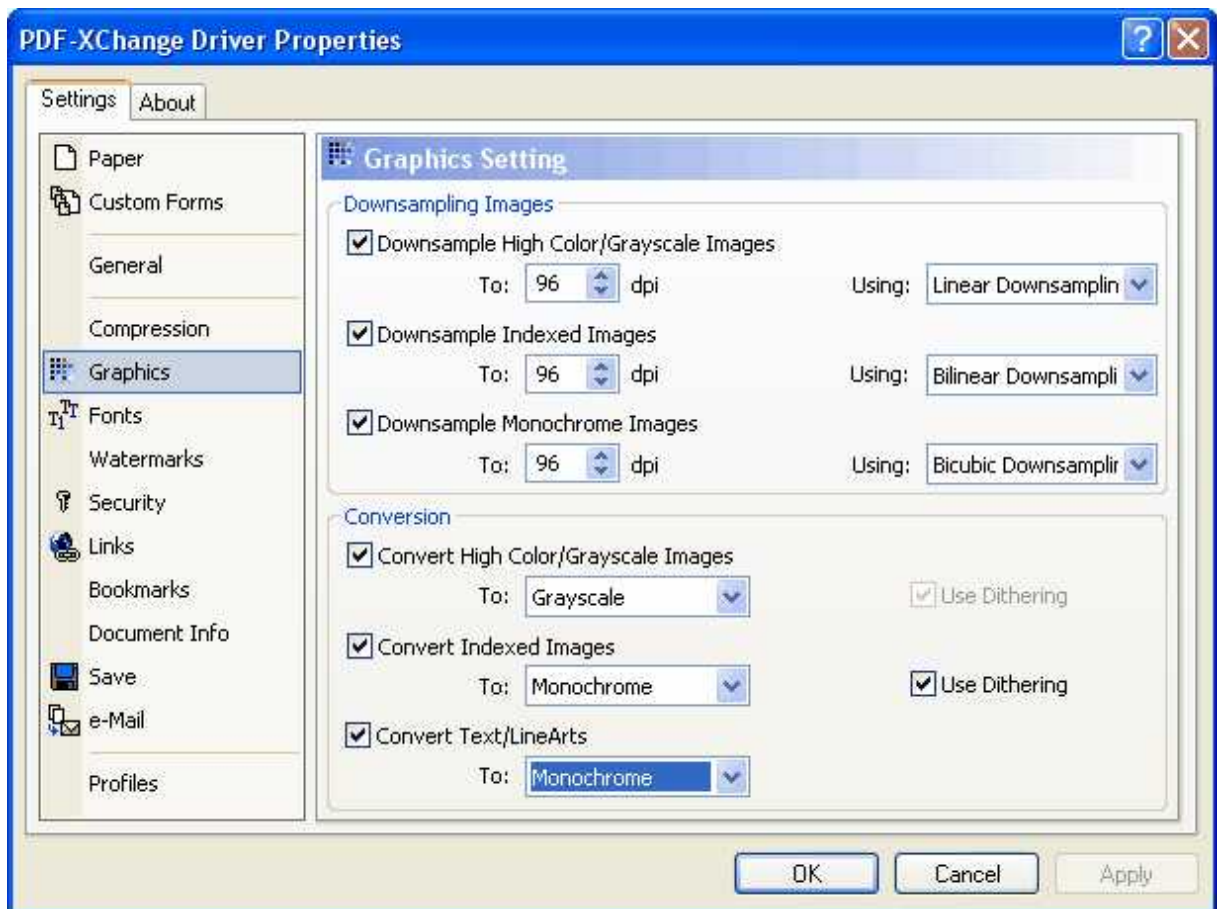 PDF-XChange Driver Properties
Settings
About
Paper
Custom Forms
General
Compression
Graphics
Fonts
Watermarks
Security
Links
Bookmarks
Document Info
Save
e-Mail
Profiles
Graphics Setting
Downsampling Images
Downsample High Color/Grayscale Images
To: 96 dpi Using: Linear Downsamplin
Downsample Indexed Images
To: 96 dpi Using: Bilinear Downsampli
Downsample Monochrome Images
To: 96 dpi Using: Bicubic Downsamplin
Conversion
Convert High Color/Grayscale Images
To: Grayscale Use Dithering
Convert Indexed Images
To: Monochrome Use Dithering
Convert Text/LineArts
To: Monochrome
OK Cancel Apply